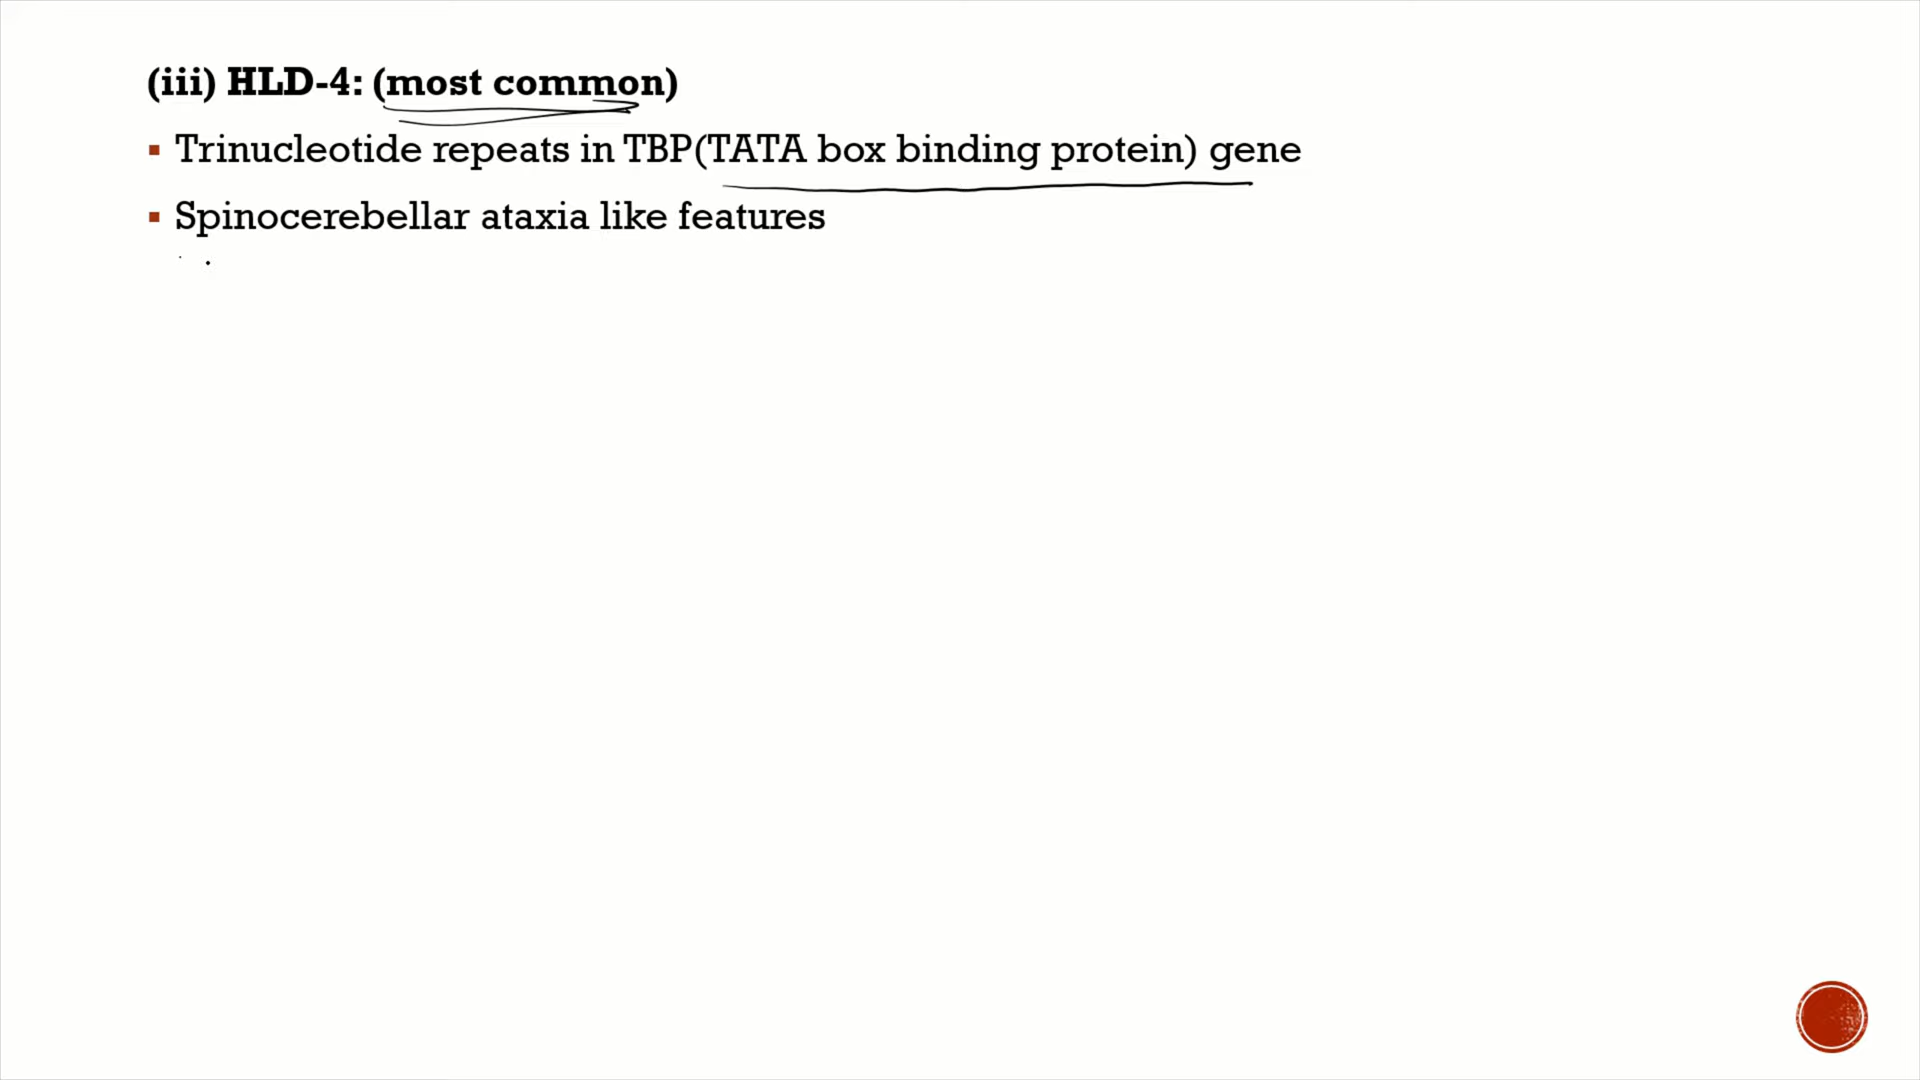 (iii) HLD-4: (most common)
▪ Trinucleotide repeats in TBP(TATA box binding protein) gene
▪ Spinocerebellar ataxia like features